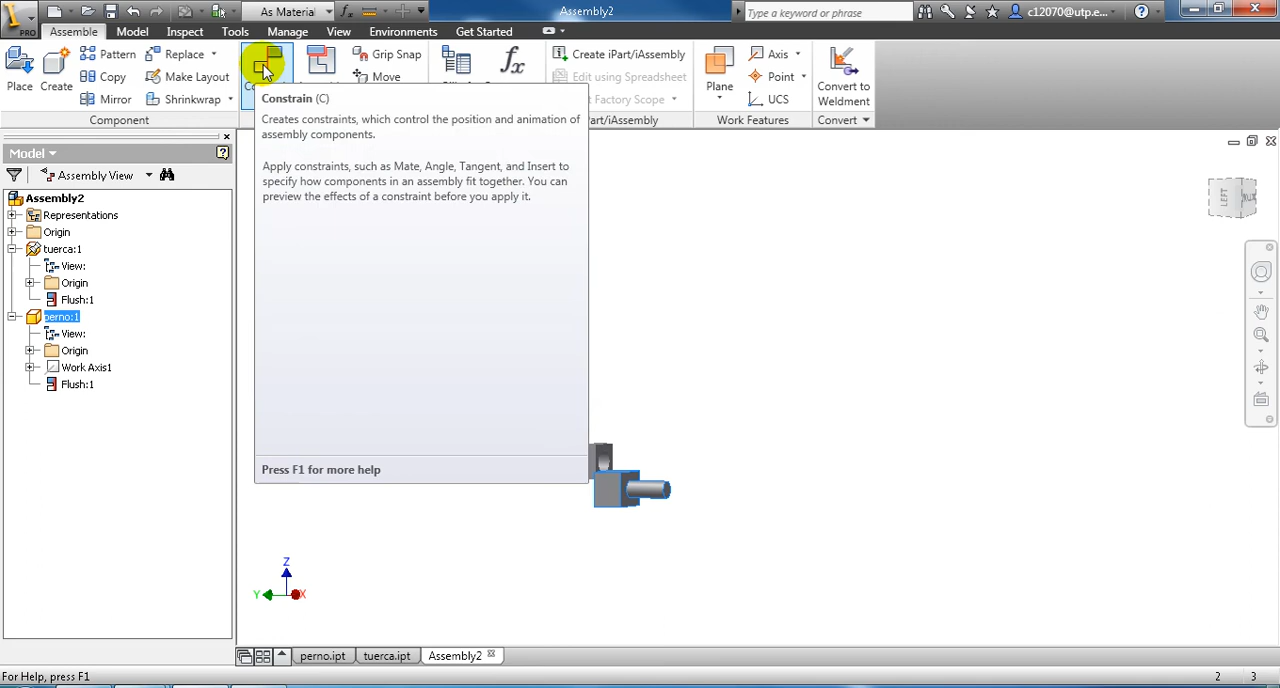 PRO
As Material
Assembly2
Type a keyword or phrase
c12070@utp.e...
Assemble
Model
Inspect
Tools
Manage
View
Environments
Get Started
Place
Create
Pattern
Copy
Mirror
Replace
Make Layout
Shrinkwrap
Component
Grip Snap
Move
fx
Create iPart/iAssembly
Edit using Spreadsheet
t Factory Scope
art/iAssembly
Plane
Axis
Point
UCS
Work Features
Convert to
Weldment
Convert
Constrain (C)
Creates constraints, which control the position and animation of
assembly components.
Apply constraints, such as Mate, Angle, Tangent, and Insert to
specify how components in an assembly fit together. You can
preview the effects of a constraint before you apply it.
Press F1 for more help
Model
Assembly View
Assembly2
Representations
Origin
tuerca:1
View:
Origin
Flush:1
perno:1
View:
Origin
Work Axis1
Flush:1
LEFT
Z
Y
X
perno.ipt
tuerca.ipt
Assembly2
For Help, press F1
2
3